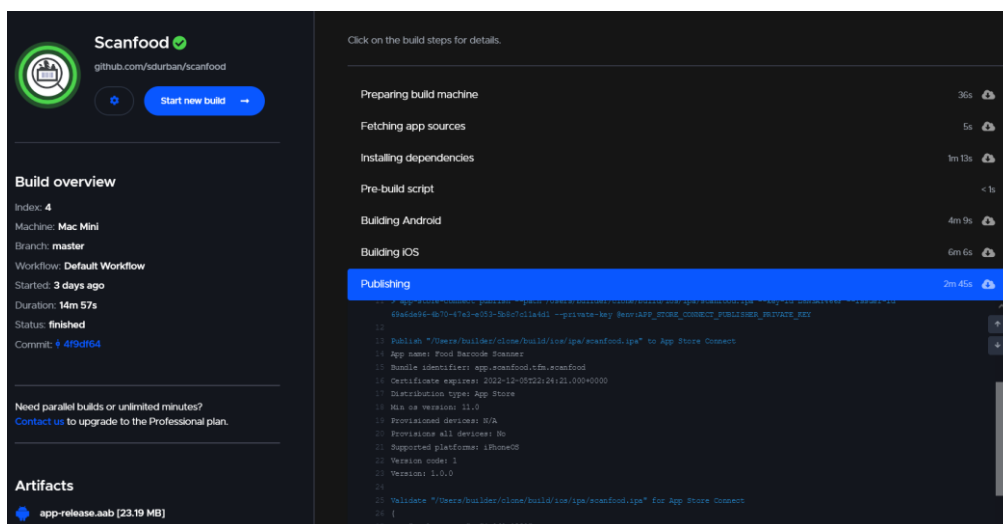 Scanfood
github.com/sdurban/scanfood
Start new build →
Build overview
Index: 4
Machine: Mac Mini
Branch: master
Workflow: Default Workflow
Started: 3 days ago
Duration: 14m 57s
Status: finished
Commit: 4f9df64
Need parallel builds or unlimited minutes?
Contact us to upgrade to the Professional plan.
Artifacts
app-release.aab [23.19 MB]
Click on the build steps for details.
Preparing build machine 36s
Fetching app sources 5s
Installing dependencies 1m 13s
Pre-build script < 1s
Building Android 4m 9s
Building iOS 6m 6s
Publishing 2m 45s
--private-key @env:APP_STORE_CONNECT_PUBLISHER_PRIVATE_KEY
12
13 Publish "/Users/builder/clone/build/ios/ipa/scanfood.ipa" to App Store Connect
14 App name: Food Barcode Scanner
15 Bundle identifier: app.scanfood.tfm.scanfood
16 Certificate expires: 2022-12-05T22:24:21.000+0000
17 Distribution type: App Store
18 Min os version: 11.0
19 Provisioned devices: N/A
20 Provisions all devices: No
21 Supported platforms: iPhoneOS
22 Version code: 1
23 Version: 1.0.0
24
25 Validate "/Users/builder/clone/build/ios/ipa/scanfood.ipa" for App Store Connect
26 {